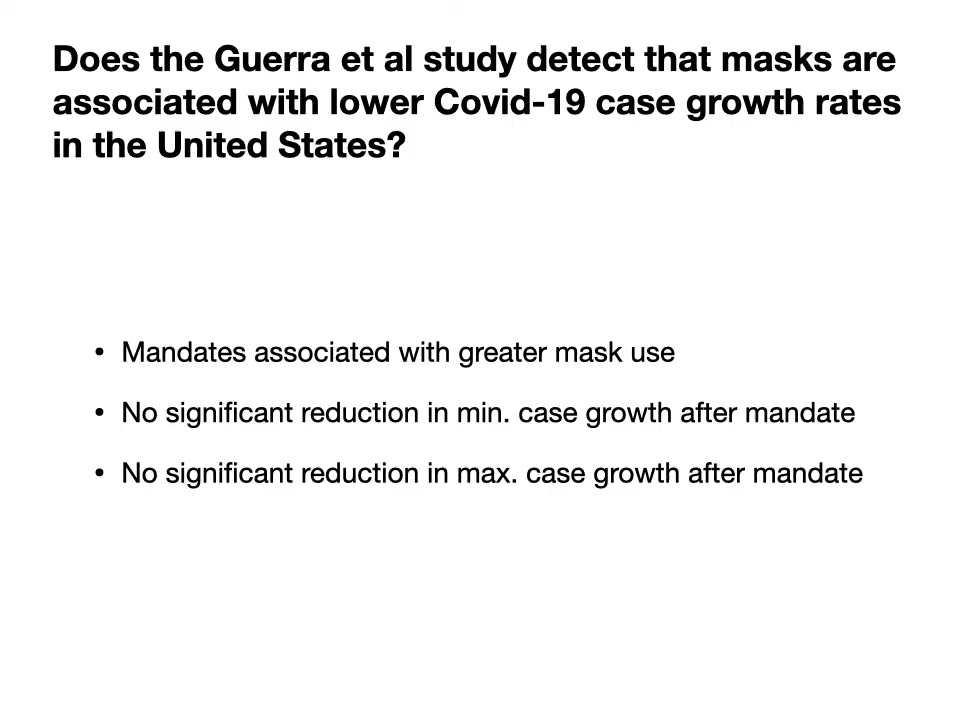 Does the Guerra et al study detect that masks are
associated with lower Covid-19 case growth rates
in the United States?
• Mandates associated with greater mask use
• No significant reduction in min. case growth after mandate
• No significant reduction in max. case growth after mandate